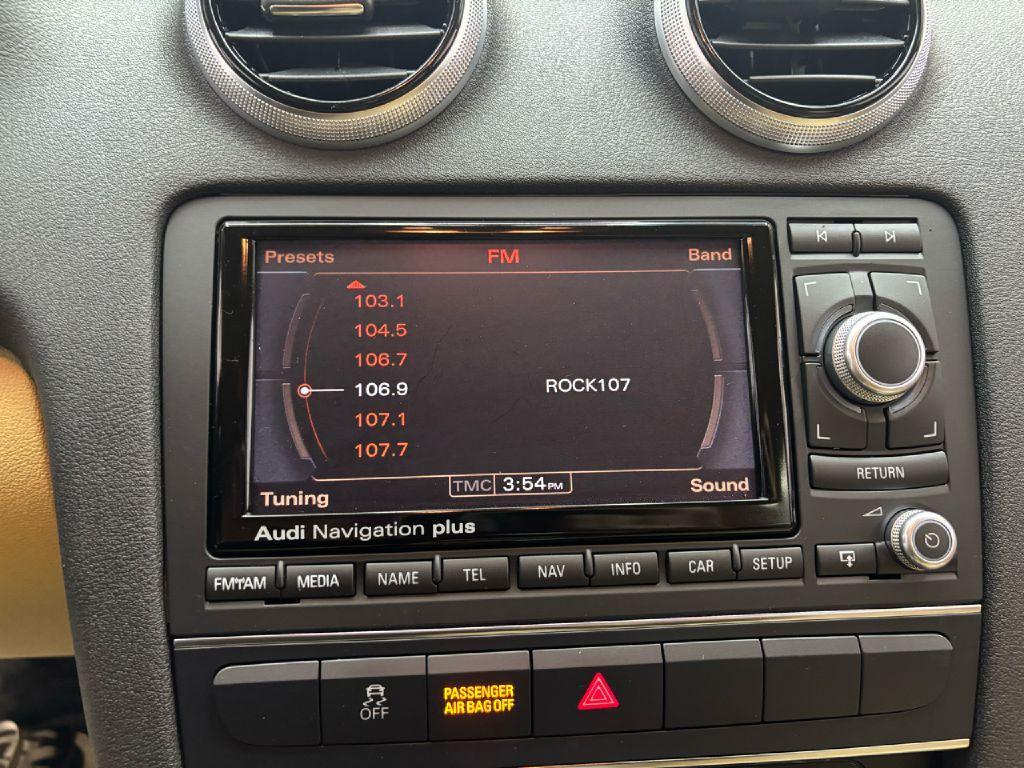 Presets FM Band
103.1
104.5
106.7
106.9 ROCK107
107.1
107.7
Tuning TMC 3:54PM Sound
Audi Navigation plus
RETURN
FM/AM MEDIA NAME TEL NAV INFO CAR SETUP
OFF
PASSENGER
AIR BAG OFF